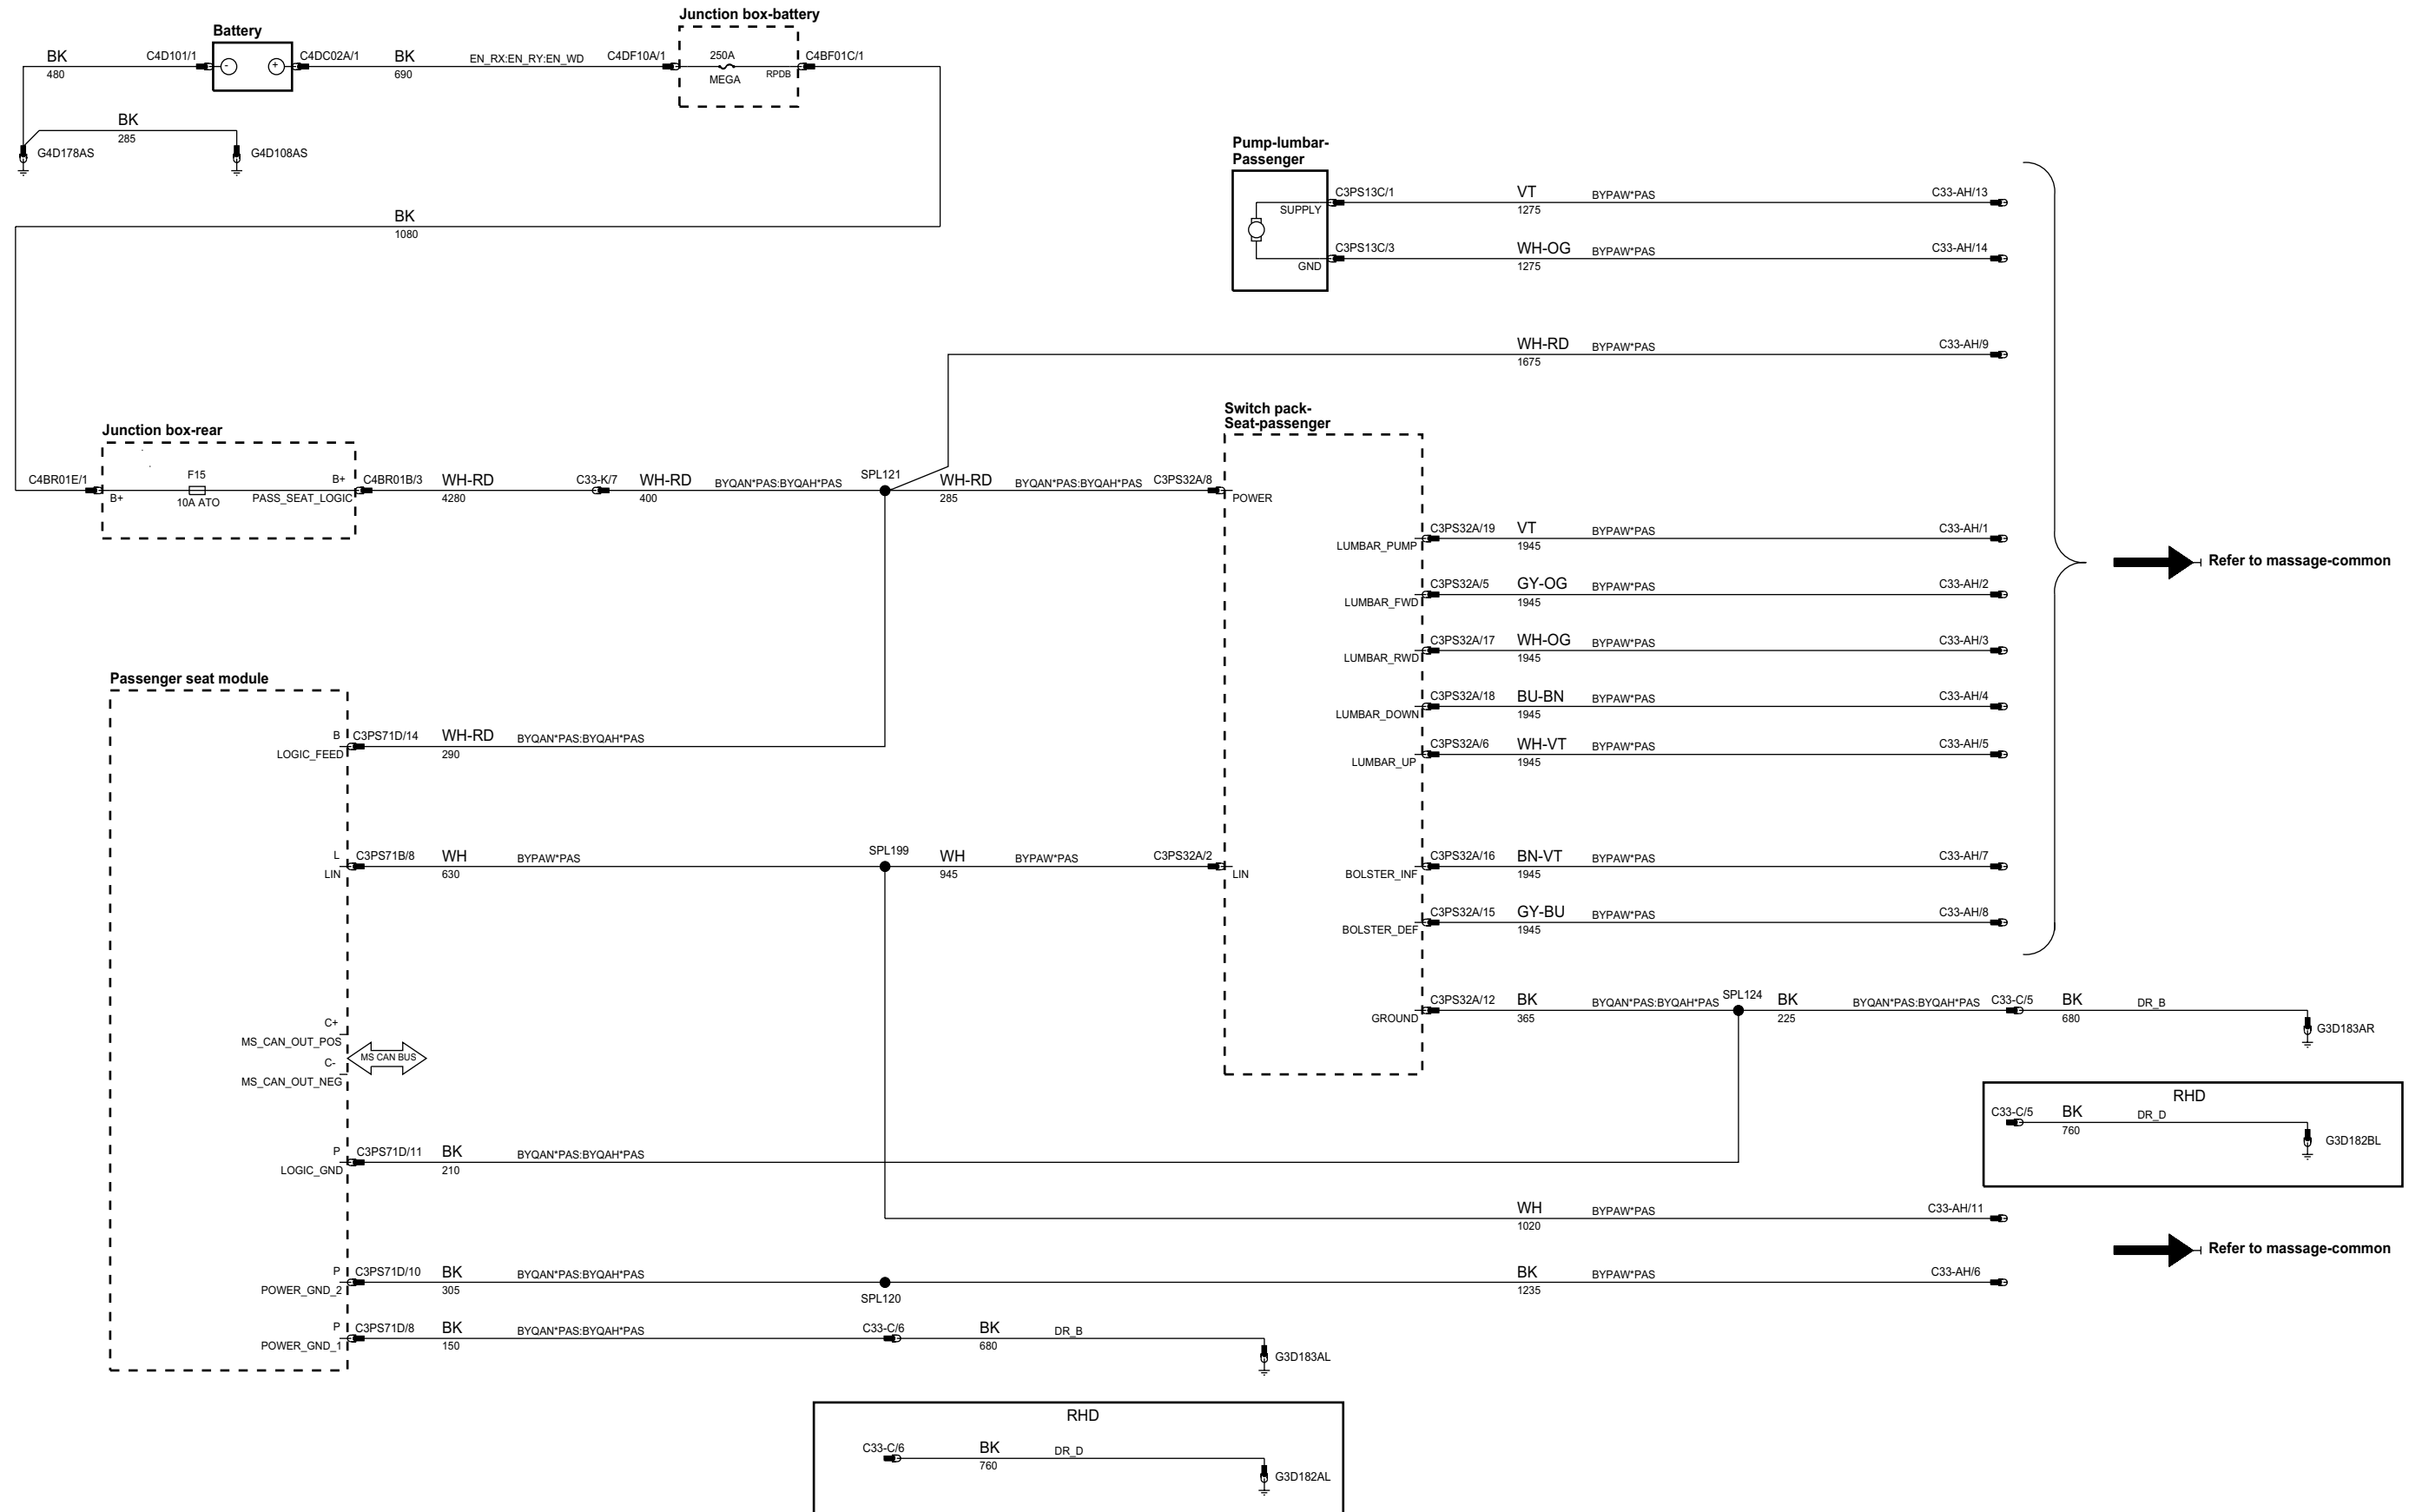 Junction box-battery
Battery
BK
480
C4D101/1
-
+
C4DC02A/1
BK
690
EN_RX:EN_RY:EN_WD
C4DF10A/1
250A
MEGA
RPDB
C4BF01C/1
BK
285
G4D178AS
G4D108AS
BK
1080
Pump-lumbar-
Passenger
SUPPLY
C3PS13C/1
VT
1275
BYPAW*PAS
C33-AH/13
GND
C3PS13C/3
WH-OG
1275
BYPAW*PAS
C33-AH/14
WH-RD
1675
BYPAW*PAS
C33-AH/9
Junction box-rear
C4BR01E/1
B+
F15
10A ATO
B+
PASS_SEAT_LOGIC
C4BR01B/3
WH-RD
4280
C33-K/7
WH-RD
400
BYQAN*PAS:BYQAH*PAS
SPL121
WH-RD
285
BYQAN*PAS:BYQAH*PAS
C3PS32A/8
Switch pack-
Seat-passenger
POWER
LUMBAR_PUMP
C3PS32A/19
VT
1945
BYPAW*PAS
C33-AH/1
LUMBAR_FWD
C3PS32A/5
GY-OG
1945
BYPAW*PAS
C33-AH/2
LUMBAR_RWD
C3PS32A/17
WH-OG
1945
BYPAW*PAS
C33-AH/3
LUMBAR_DOWN
C3PS32A/18
BU-BN
1945
BYPAW*PAS
C33-AH/4
LUMBAR_UP
C3PS32A/6
WH-VT
1945
BYPAW*PAS
C33-AH/5
Refer to massage-common
Passenger seat module
B
LOGIC_FEED
C3PS71D/14
WH-RD
290
BYQAN*PAS:BYQAH*PAS
L
LIN
C3PS71B/8
WH
630
BYPAW*PAS
SPL199
WH
945
BYPAW*PAS
C3PS32A/2
LIN
BOLSTER_INF
C3PS32A/16
BN-VT
1945
BYPAW*PAS
C33-AH/7
BOLSTER_DEF
C3PS32A/15
GY-BU
1945
BYPAW*PAS
C33-AH/8
GROUND
C3PS32A/12
BK
365
BYQAN*PAS:BYQAH*PAS
SPL124
BK
225
BYQAN*PAS:BYQAH*PAS
C33-C/5
BK
680
DR_B
G3D183AR
C+
MS_CAN_OUT_POS
C-
MS_CAN_OUT_NEG
MS CAN BUS
RHD
C33-C/5
BK
760
DR_D
G3D182BL
P
LOGIC_GND
C3PS71D/11
BK
210
BYQAN*PAS:BYQAH*PAS
WH
1020
BYPAW*PAS
C33-AH/11
Refer to massage-common
P
POWER_GND_2
C3PS71D/10
BK
305
BYQAN*PAS:BYQAH*PAS
SPL120
BK
1235
BYPAW*PAS
C33-AH/6
P
POWER_GND_1
C3PS71D/8
BK
150
BYQAN*PAS:BYQAH*PAS
C33-C/6
BK
680
DR_B
G3D183AL
RHD
C33-C/6
BK
760
DR_D
G3D182AL